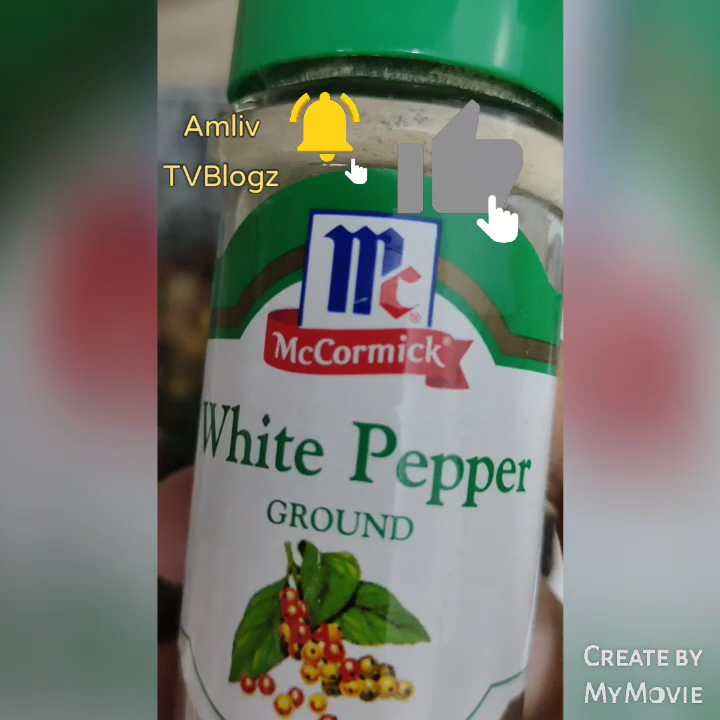 Amliv
TVBlogz
Mc
McCormick®
White Pepper
GROUND
CREATE BY
MYMOVIE